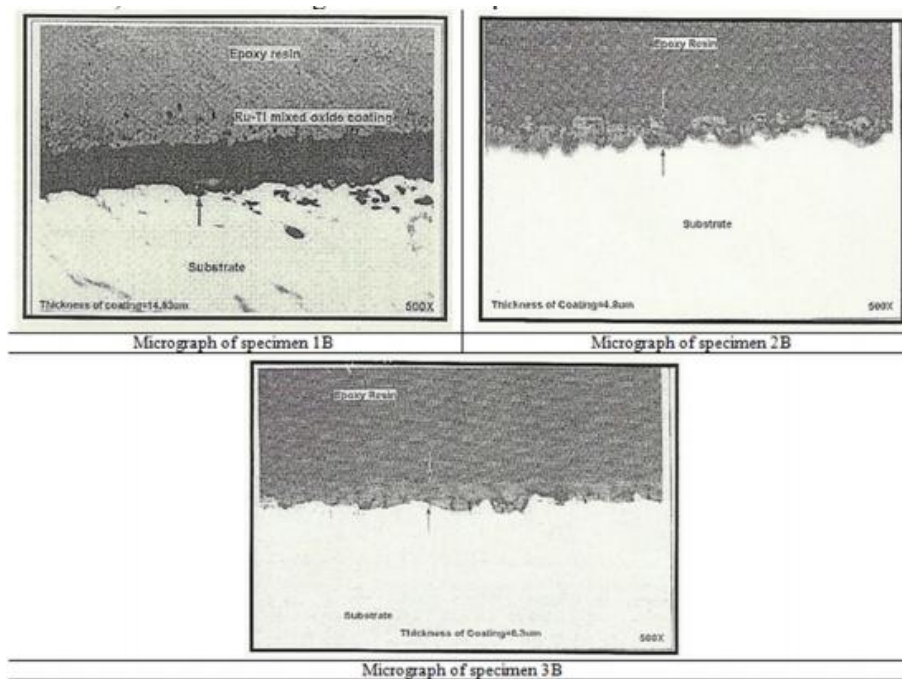 Epoxy resin
Ru-Ti mixed oxide coating
Substrate
Thickness of coating=14.83um
500X
Micrograph of specimen 1B
Epoxy Resin
Substrate
Thickness of Coating=4.8um
500X
Micrograph of specimen 2B
Epoxy Resin
Substrate
Thickness of Coating=6.3um
500X
Micrograph of specimen 3B